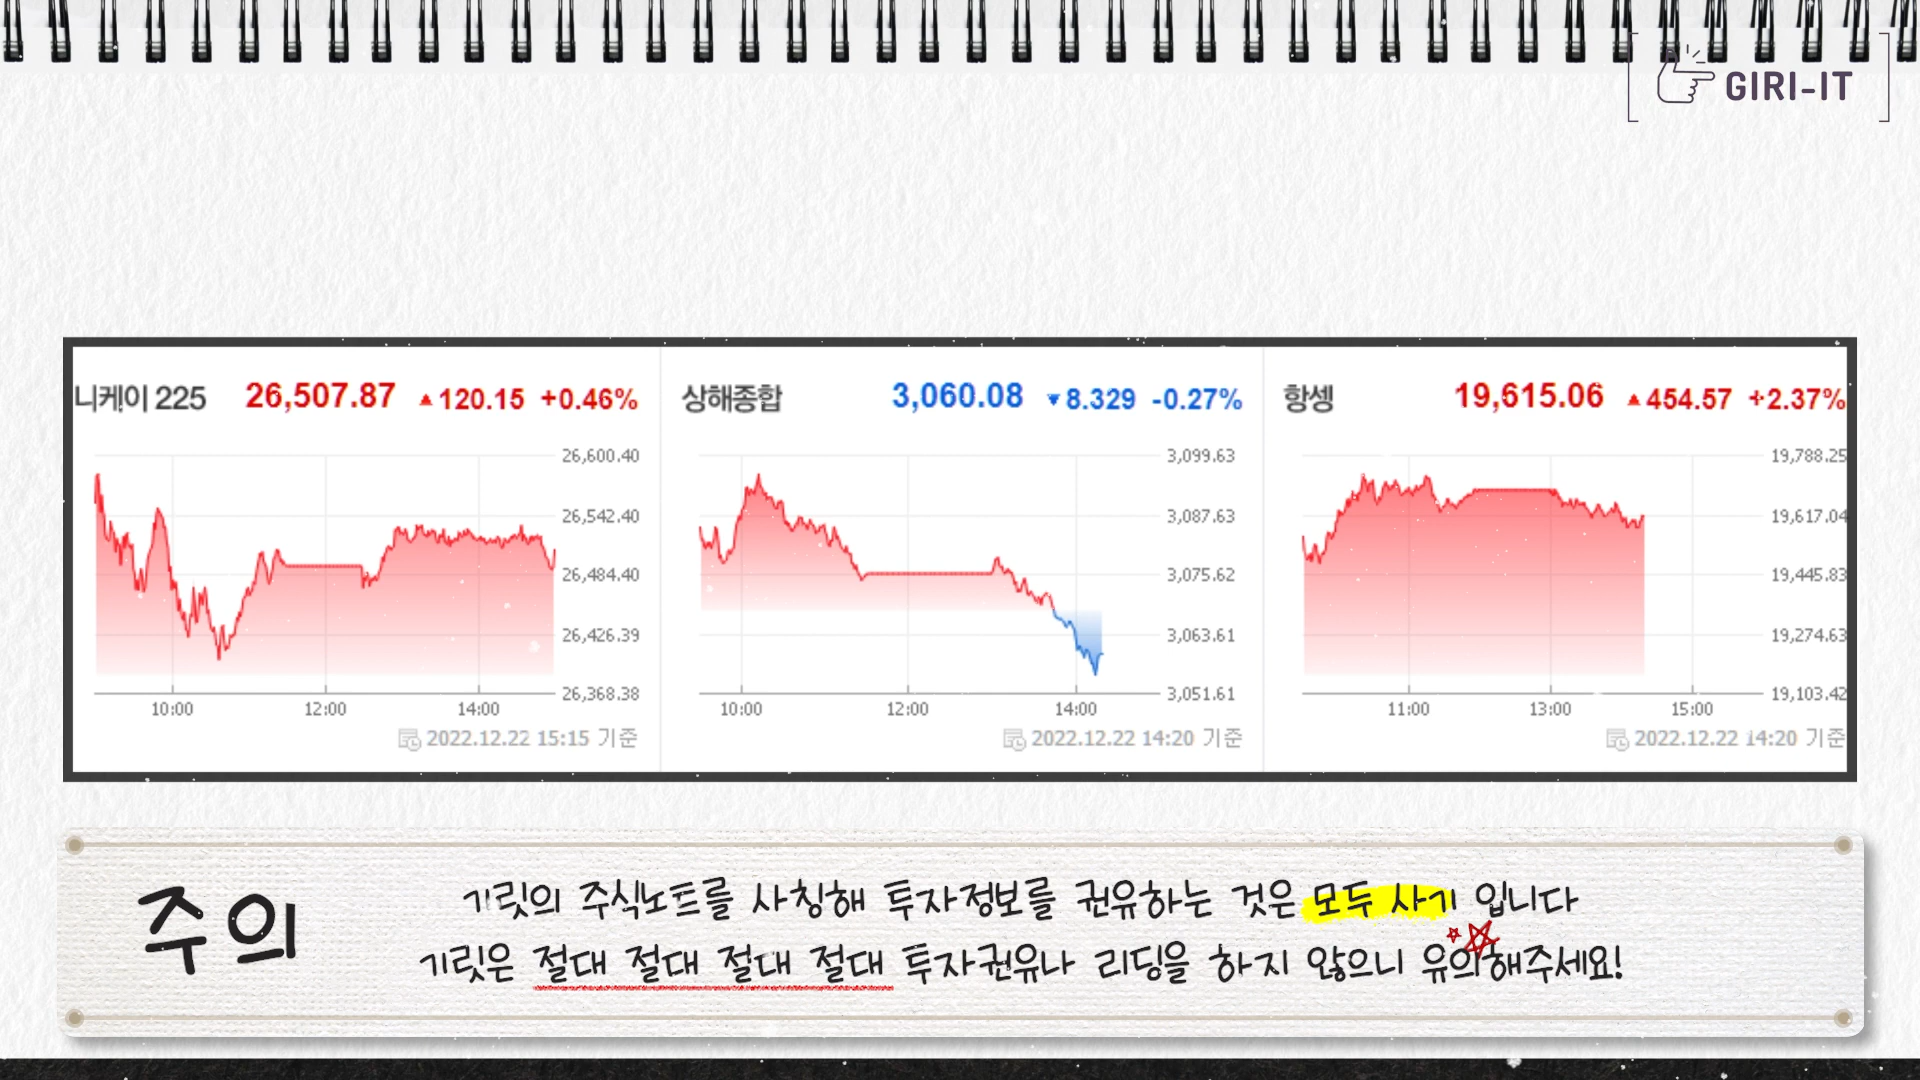 GIRI-IT
니케이 225 26,507.87 ▲120.15 +0.46%
26,600.40
26,542.40
26,484.40
26,426.39
26,368.38
10:00 12:00 14:00
2022.12.22 15:15 기준
상해종합 3,060.08 ▼8.329 -0.27%
3,099.63
3,087.63
3,075.62
3,063.61
3,051.61
10:00 12:00 14:00
2022.12.22 14:20 기준
항셍 19,615.06 ▲454.57 +2.37%
19,788.25
19,617.04
19,445.83
19,274.63
19,103.42
11:00 13:00 15:00
2022.12.22 14:20 기준
주의
기릿의 주식노트를 사칭해 투자정보를 권유하는 것은 모두 사기 입니다
기릿은 절대 절대 절대 절대 투자권유나 리딩을 하지 않으니 유의해주세요!